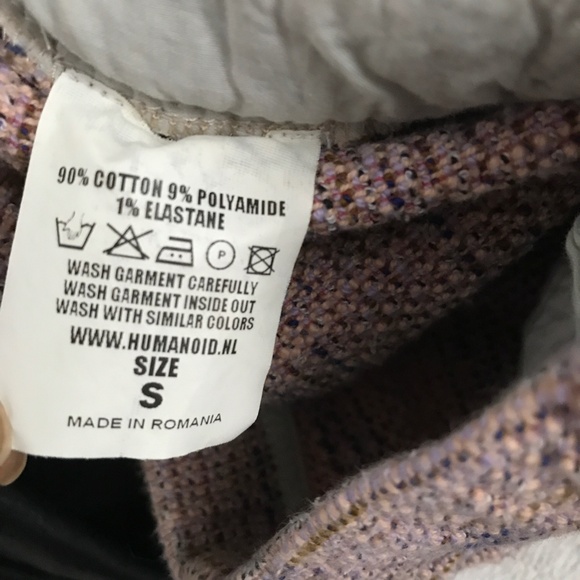 90% COTTON 9% POLYAMIDE
1% ELASTANE
P
WASH GARMENT CAREFULLY
WASH GARMENT INSIDE OUT
WASH WITH SIMILAR COLORS
WWW.HUMANOID.NL
SIZE
S
MADE IN ROMANIA